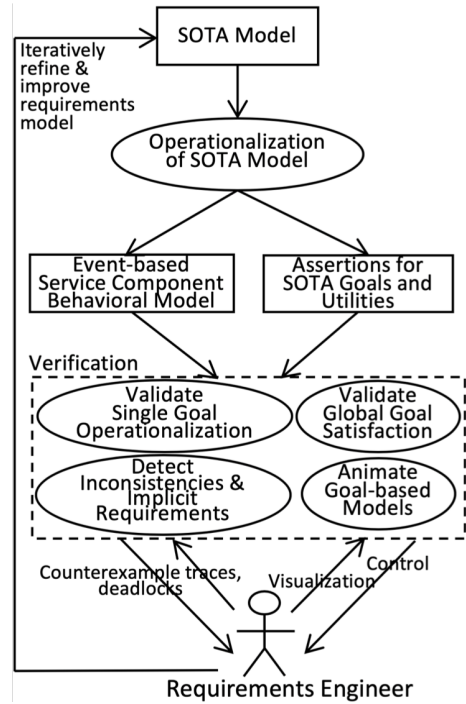 SOTA Model
Iteratively
refine &
improve
requirements
model
Operationalization
of SOTA Model
Event-based
Service Component
Behavioral Model
Assertions for
SOTA Goals and
Utilities
Verification
Validate
Single Goal
Operationalization
Validate
Global Goal
Satisfaction
Detect
Inconsistencies &
Implicit
Requirements
Animate
Goal-based
Models
Counterexample traces,
deadlocks
Visualization
Control
Requirements Engineer